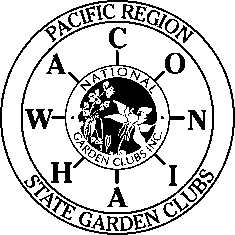 PACIFIC REGION
C
O
N
I
A
H
W
A
NATIONAL
GARDEN CLUBS INC.
STATE GARDEN CLUBS